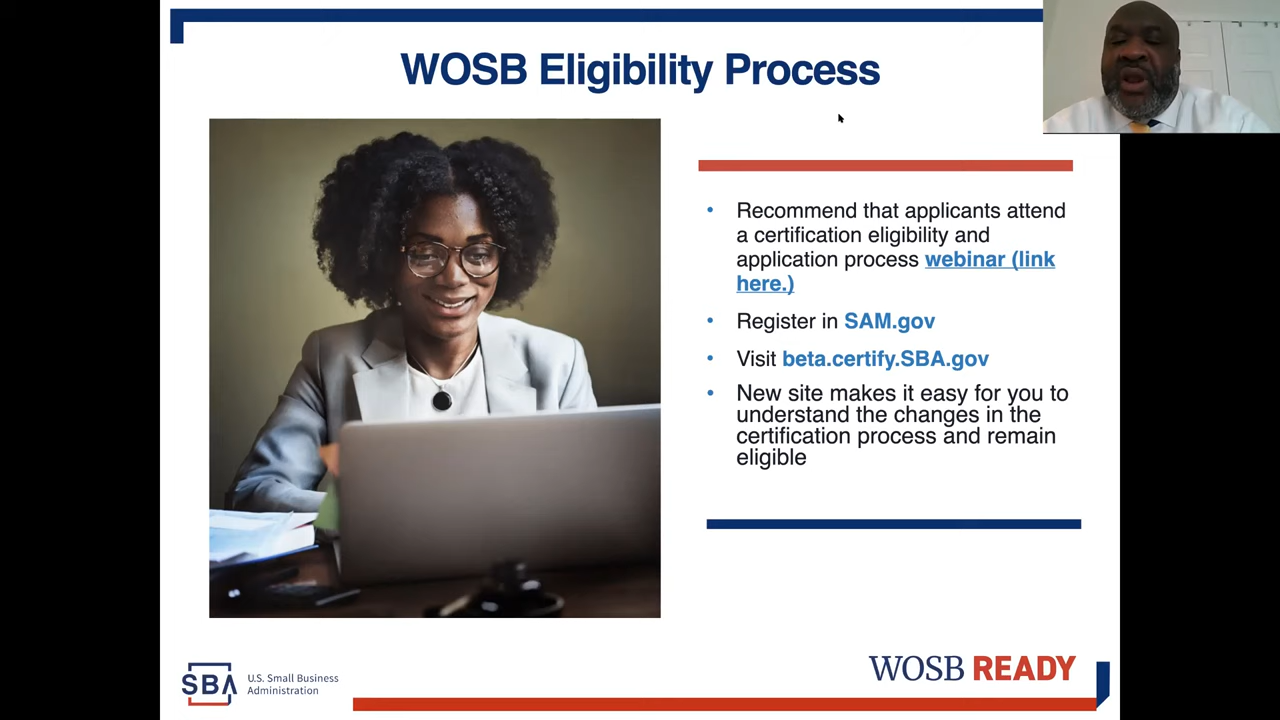 WOSB Eligibility Process
• Recommend that applicants attend
a certification eligibility and
application process webinar (link
here.)
• Register in SAM.gov
• Visit beta.certify.SBA.gov
• New site makes it easy for you to
understand the changes in the
certification process and remain
eligible
SBA
U.S. Small Business
Administration
WOSB READY